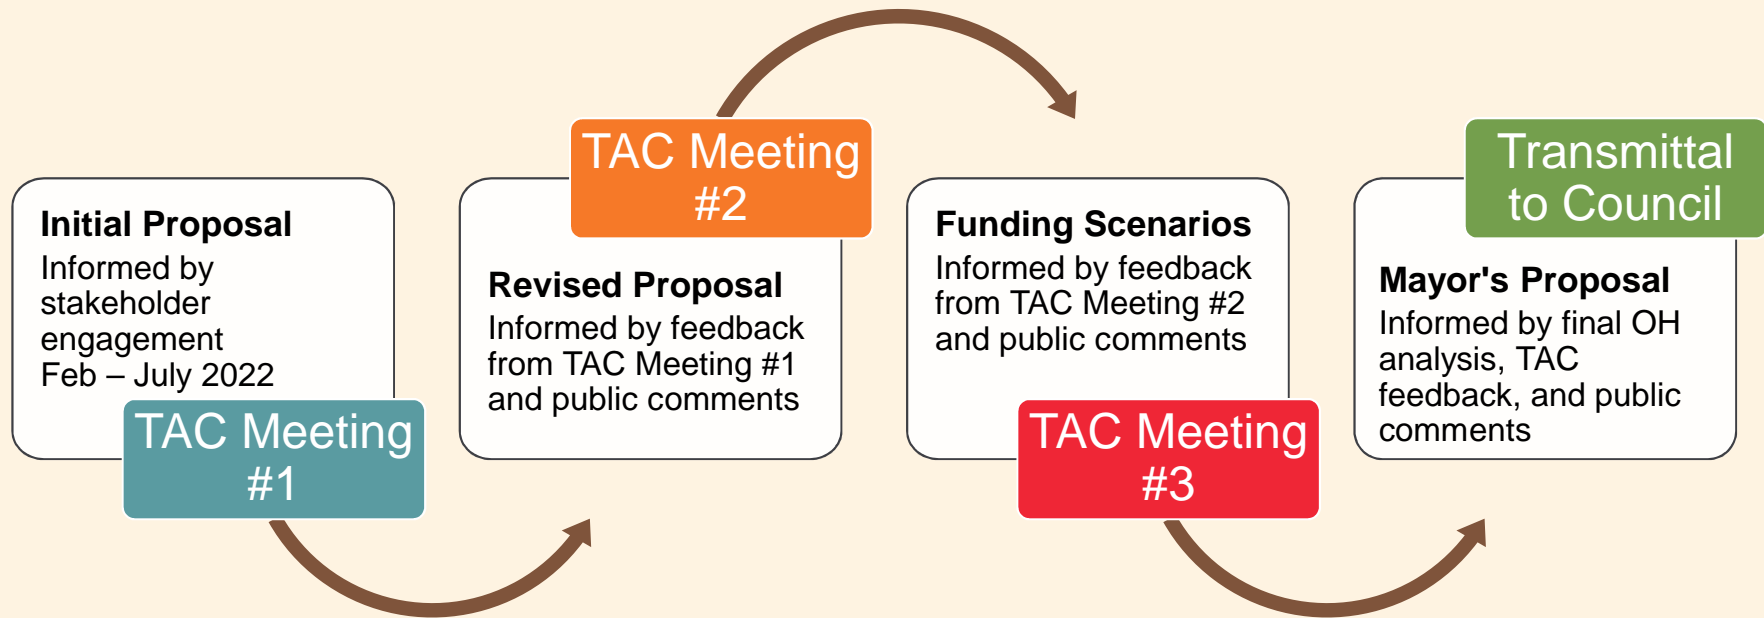 Initial Proposal
Informed by
stakeholder
engagement
Feb – July 2022
TAC Meeting
#1
TAC Meeting
#2
Revised Proposal
Informed by feedback
from TAC Meeting #1
and public comments
Funding Scenarios
Informed by feedback
from TAC Meeting #2
and public comments
TAC Meeting
#3
Transmittal
to Council
Mayor's Proposal
Informed by final OH
analysis, TAC
feedback, and public
comments